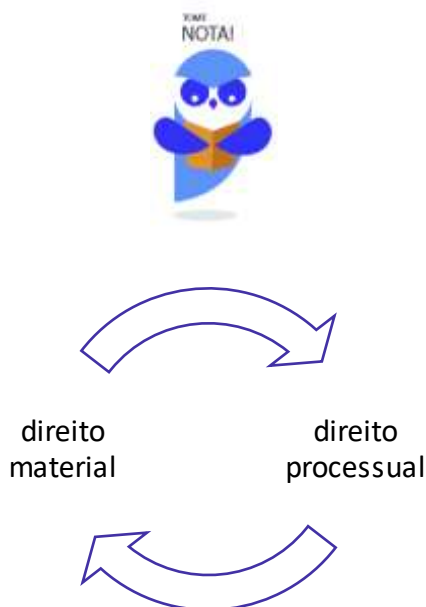 TOME
NOTA!
direito
material
direito
processual